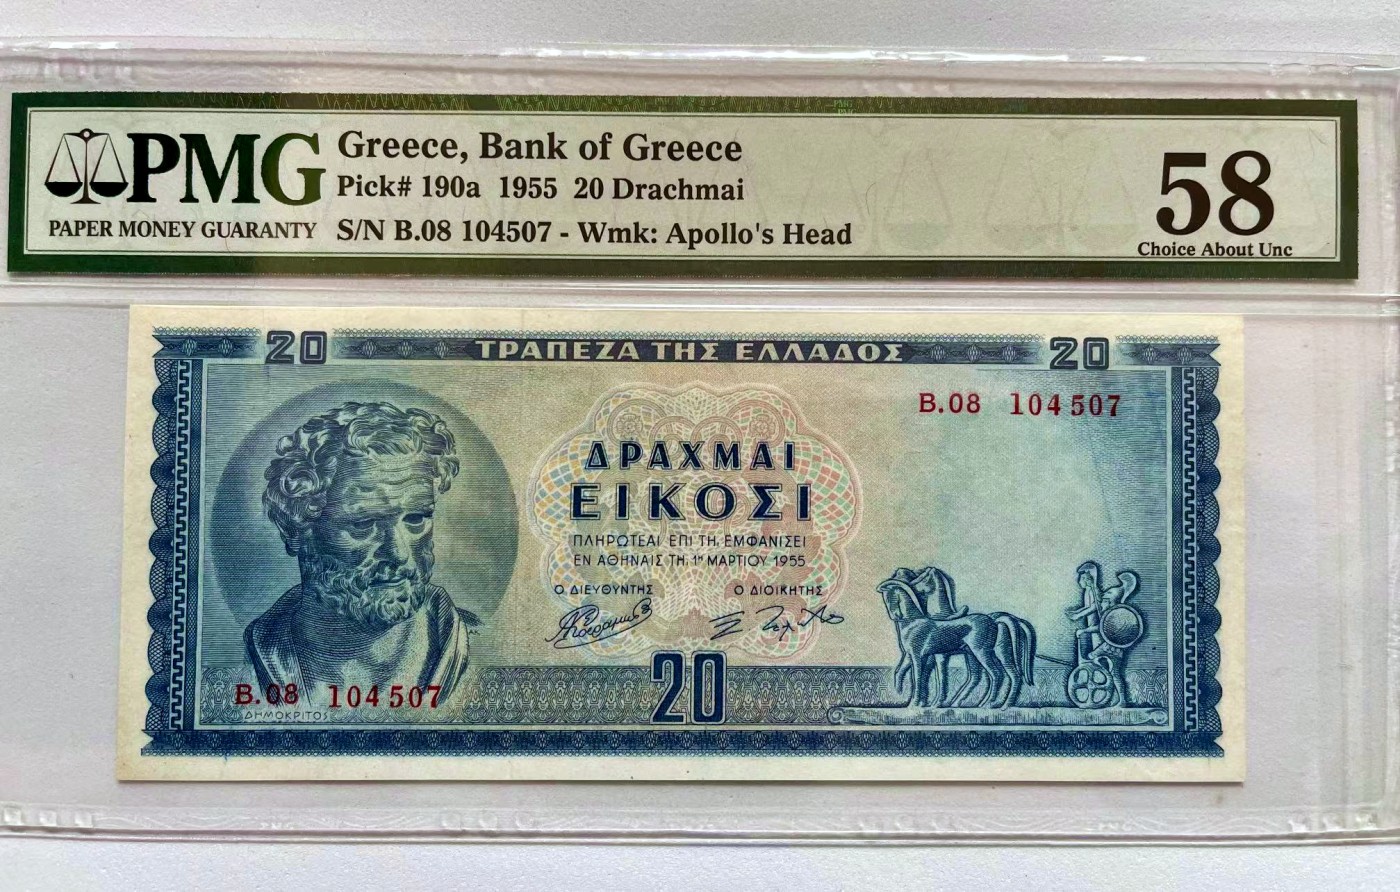 PMG
PAPER MONEY GUARANTY
Greece, Bank of Greece
Pick# 190a 1955 20 Drachmai
S/N B.08 104507 - Wmk: Apollo's Head
58
Choice About Unc
20 ΤΡΑΠΕΖΑ ΤΗΣ ΕΛΛΑΔΟΣ 20
B.08 104507
ΔΡΑΧΜΑΙ
ΕΙΚΟΣΙ
ΠΛΗΡΩΤΕΑΙ ΕΠΙ ΤΗ ΕΜΦΑΝΙΣΕΙ
ΕΝ ΑΘΗΝΑΙΣ ΤΗ 1η ΜΑΡΤΙΟΥ 1955
Ο ΔΙΕΥΘΥΝΤΗΣ Ο ΔΙΟΙΚΗΤΗΣ
20
B.08 104507
ΔΗΜΟΚΡΙΤΟΣ